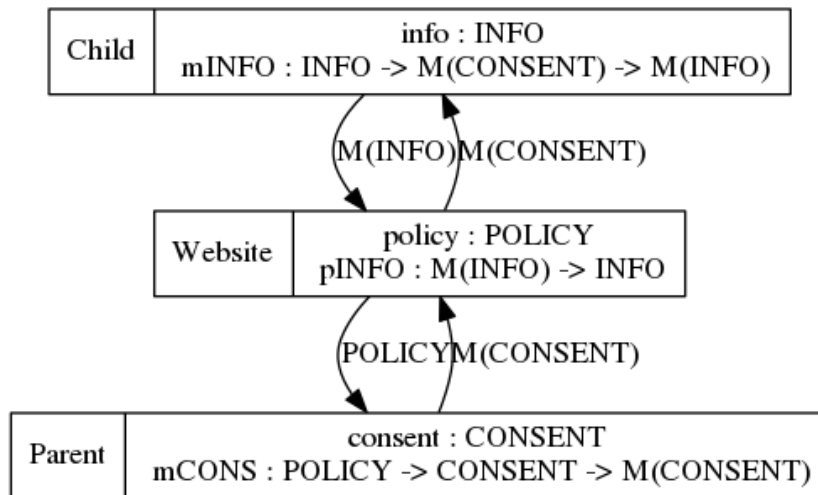 Child
info : INFO
mINFO : INFO -> M(CONSENT) -> M(INFO)
M(INFO)
M(CONSENT)
Website
policy : POLICY
pINFO : M(INFO) -> INFO
POLICY
M(CONSENT)
Parent
consent : CONSENT
mCONS : POLICY -> CONSENT -> M(CONSENT)